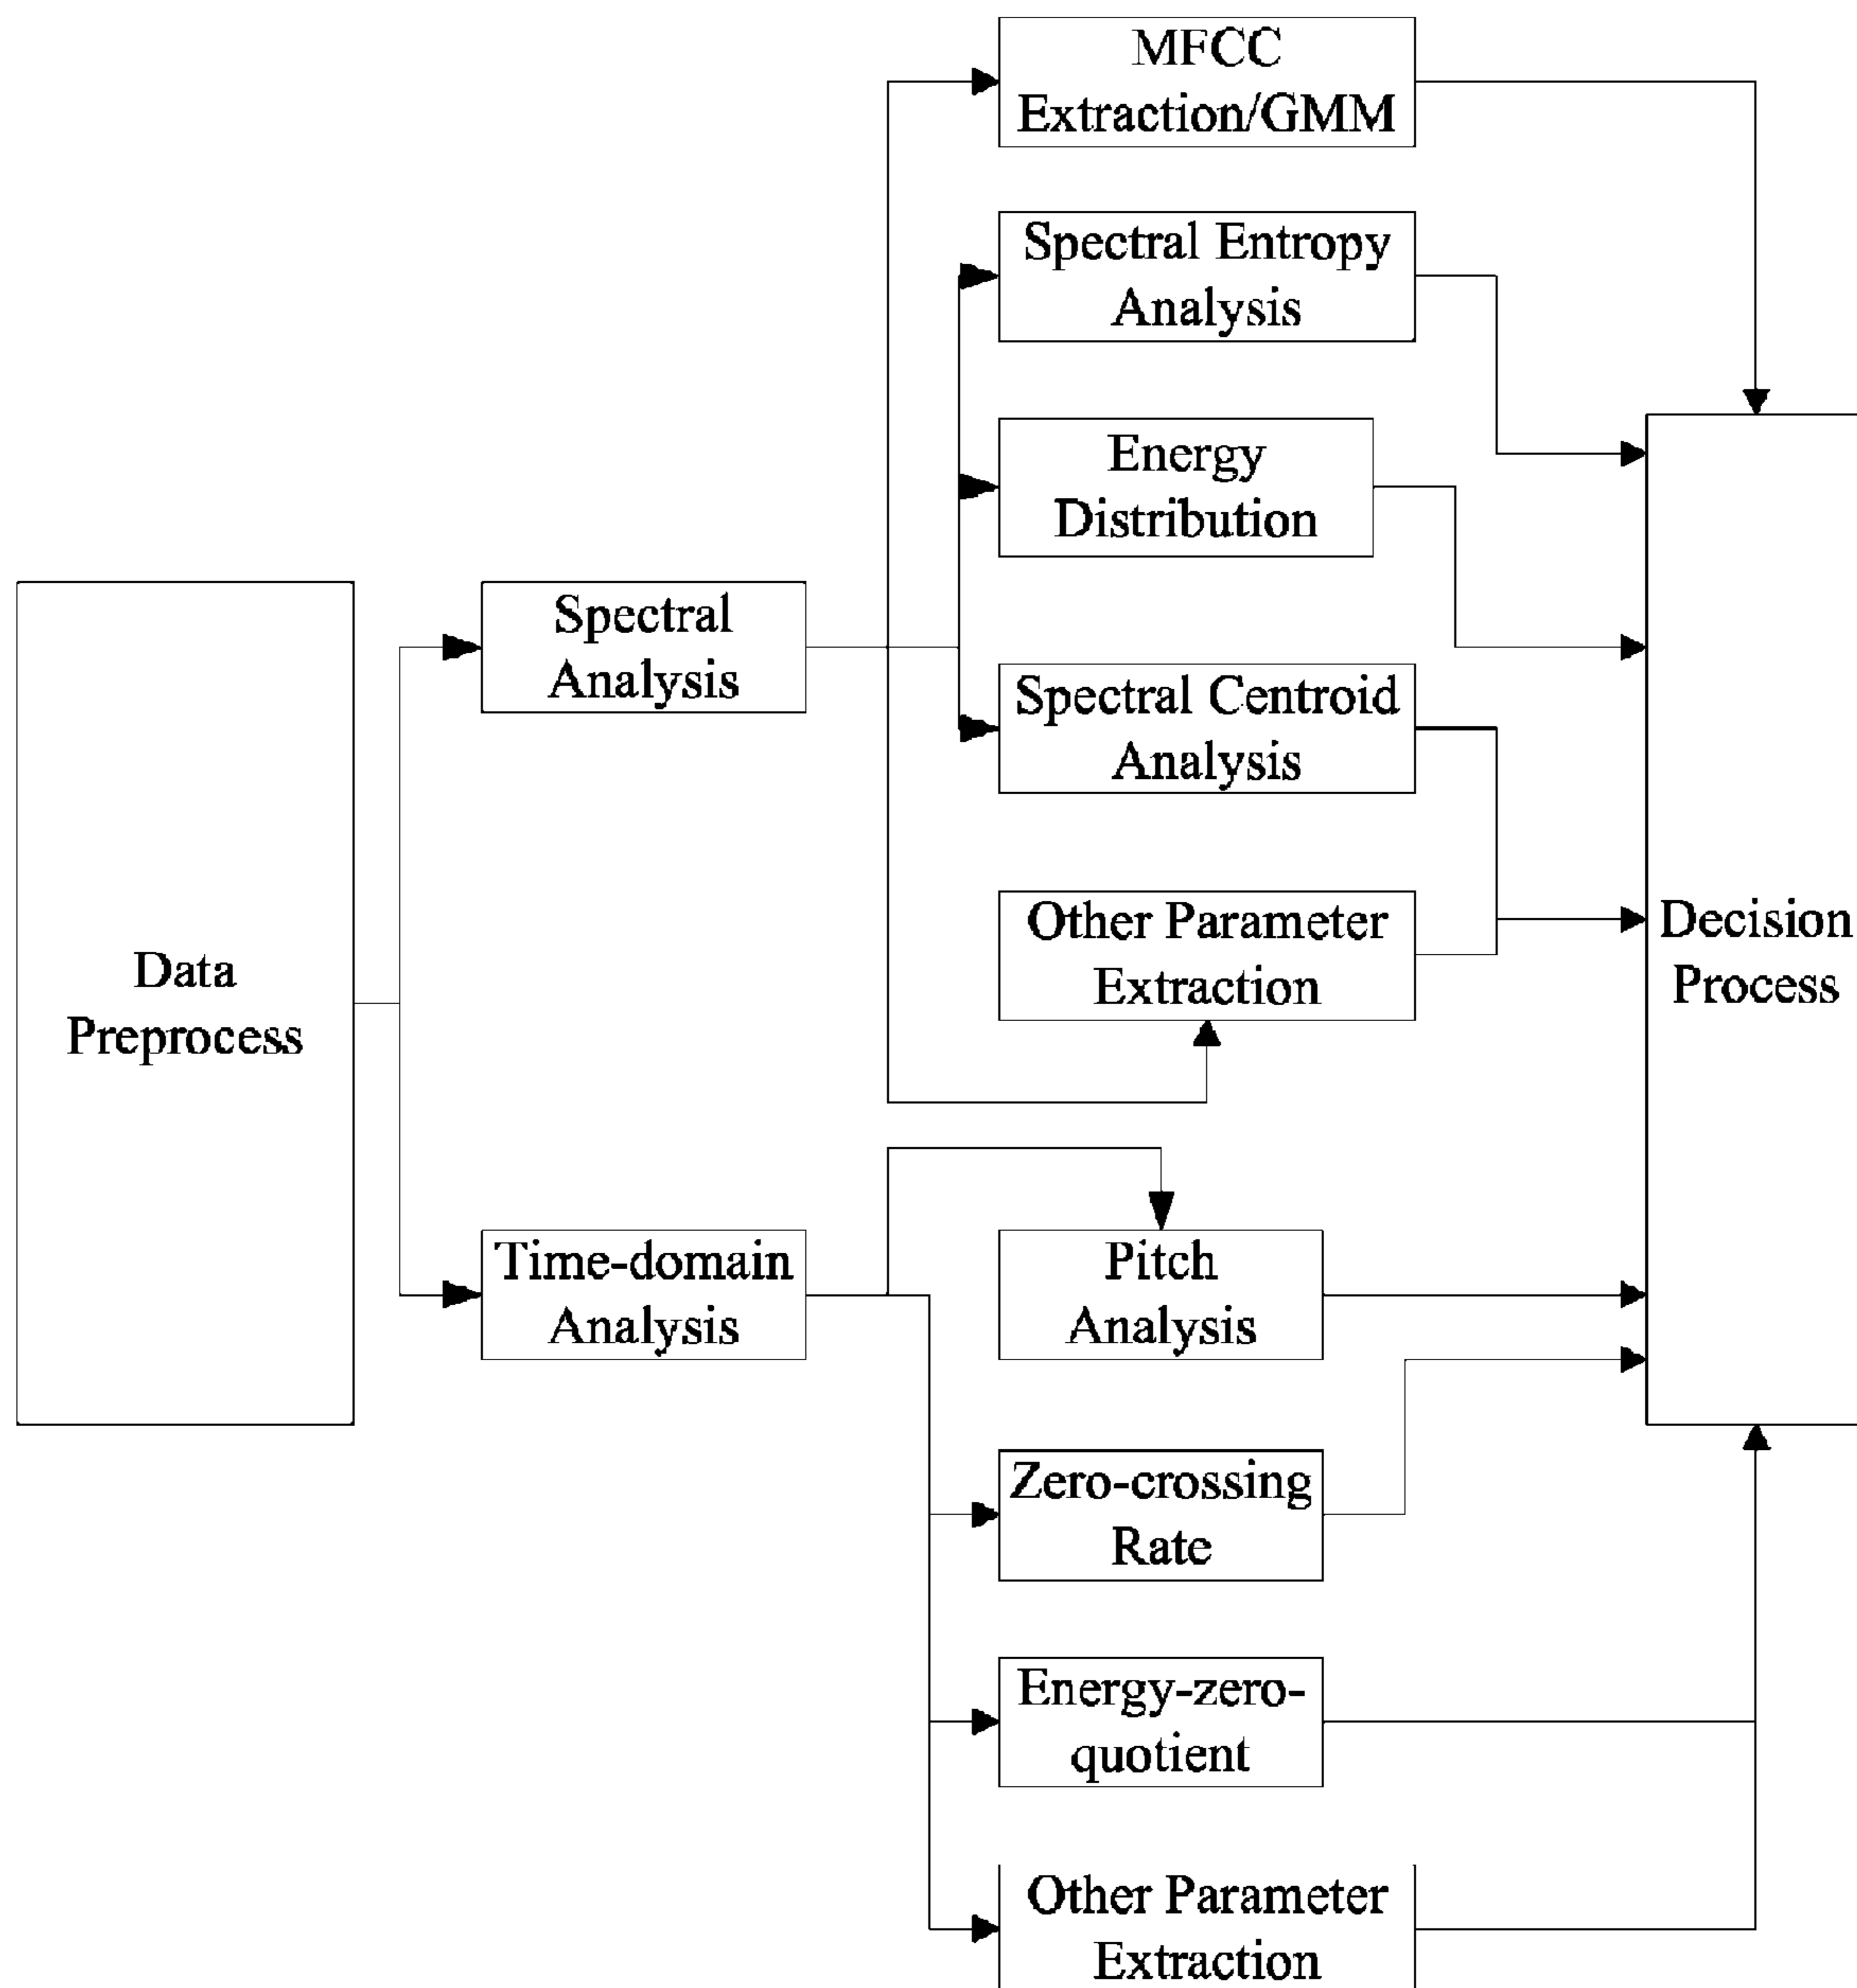 MFCC
Extraction/GMM
Spectral Entropy
Analysis
Energy
Distribution
Spectral
Analysis
Spectral Centroid
Analysis
Other Parameter
Extraction
Data
Preprocess
Decision
Process
Time-domain
Analysis
Pitch
Analysis
Zero-crossing
Rate
Energy-zero-
quotient
Other Parameter
Extraction